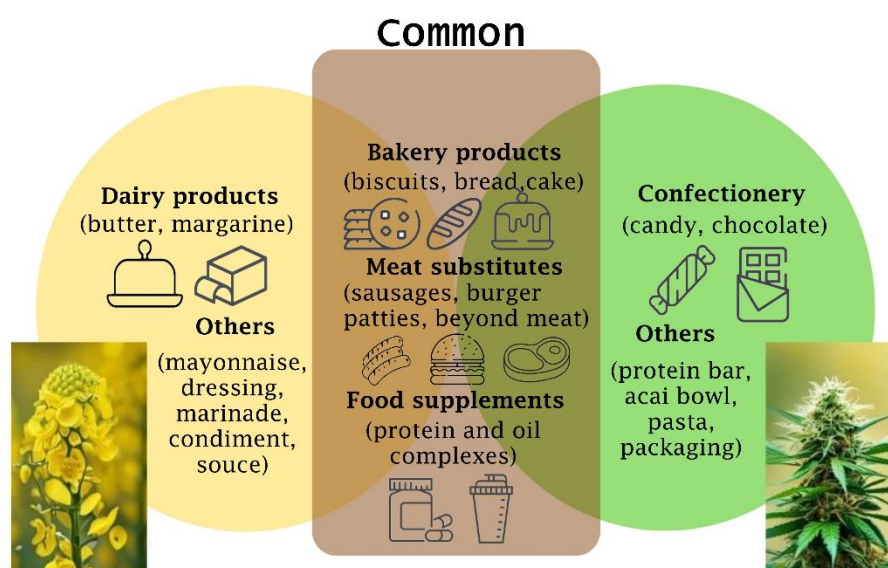 Common
Dairy products
(butter, margarine)
Others
(mayonnaise,
dressing,
marinade,
condiment,
souce)
Bakery products
(biscuits, bread,cake)
Meat substitutes
(sausages, burger
patties, beyond meat)
Food supplements
(protein and oil
complexes)
Confectionery
(candy, chocolate)
Others
(protein bar,
acai bowl,
pasta,
packaging)